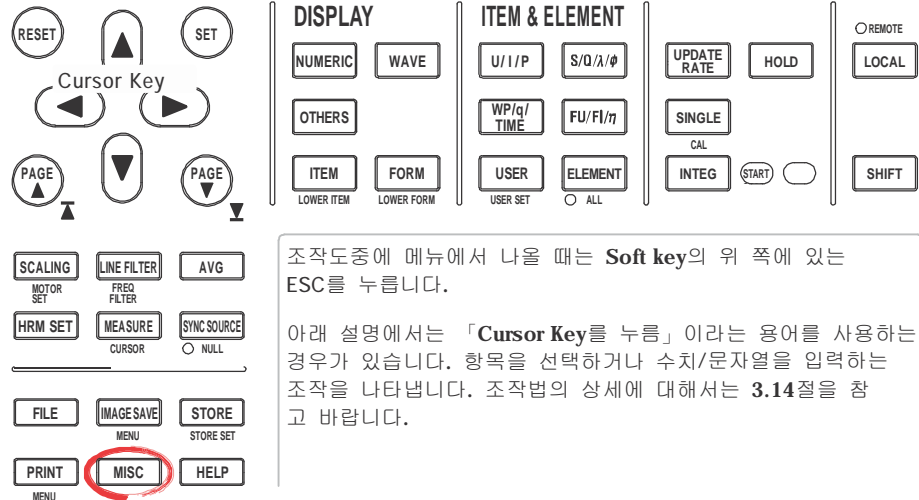 RESET
SET
Cursor Key
PAGE
PAGE
DISPLAY
NUMERIC
WAVE
OTHERS
ITEM
FORM
LOWER ITEM
LOWER FORM
ITEM & ELEMENT
U/ I / P
S/Q/λ/ϕ
WP/q/
TIME
FU/FI/η
USER
ELEMENT
USER SET
ALL
UPDATE
RATE
HOLD
SINGLE
CAL
INTEG
START
REMOTE
LOCAL
SHIFT
SCALING
LINE FILTER
AVG
MOTOR
SET
FREQ
FILTER
HRM SET
MEASURE
SYNC SOURCE
CURSOR
NULL
FILE
IMAGE SAVE
STORE
MENU
STORE SET
PRINT
MISC
HELP
MENU
조작도중에 메뉴에서 나올 때는 Soft key의 위 쪽에 있는
ESC를 누릅니다.
아래 설명에서는 「Cursor Key를 누름」이라는 용어를 사용하는
경우가 있습니다. 항목을 선택하거나 수치/문자열을 입력하는
조작을 나타냅니다. 조작법의 상세에 대해서는 3.14절을 참
고 바랍니다.